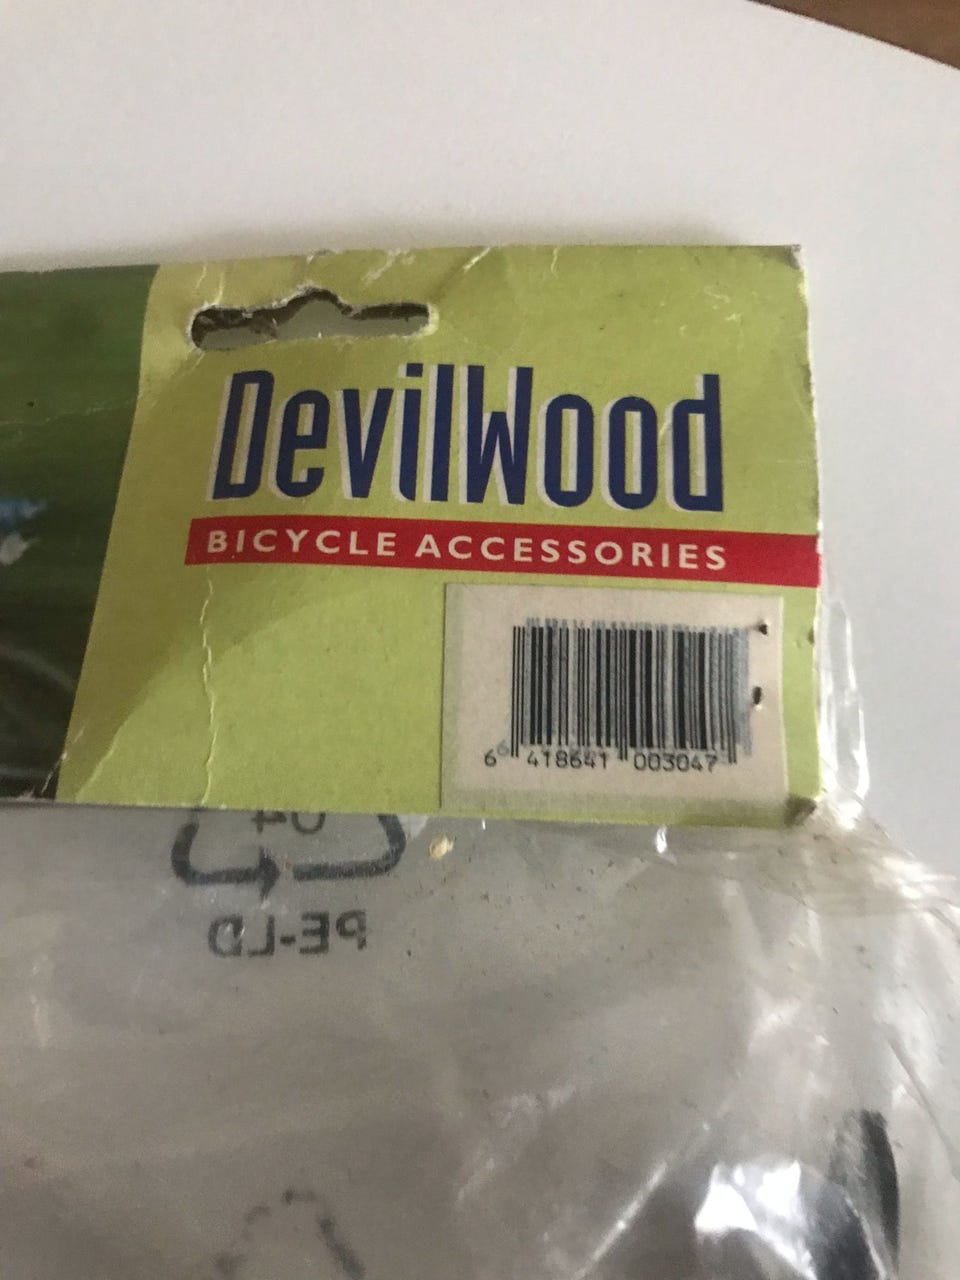 DevilWood
BICYCLE ACCESSORIES
6 418641 003047
04
PE-LD